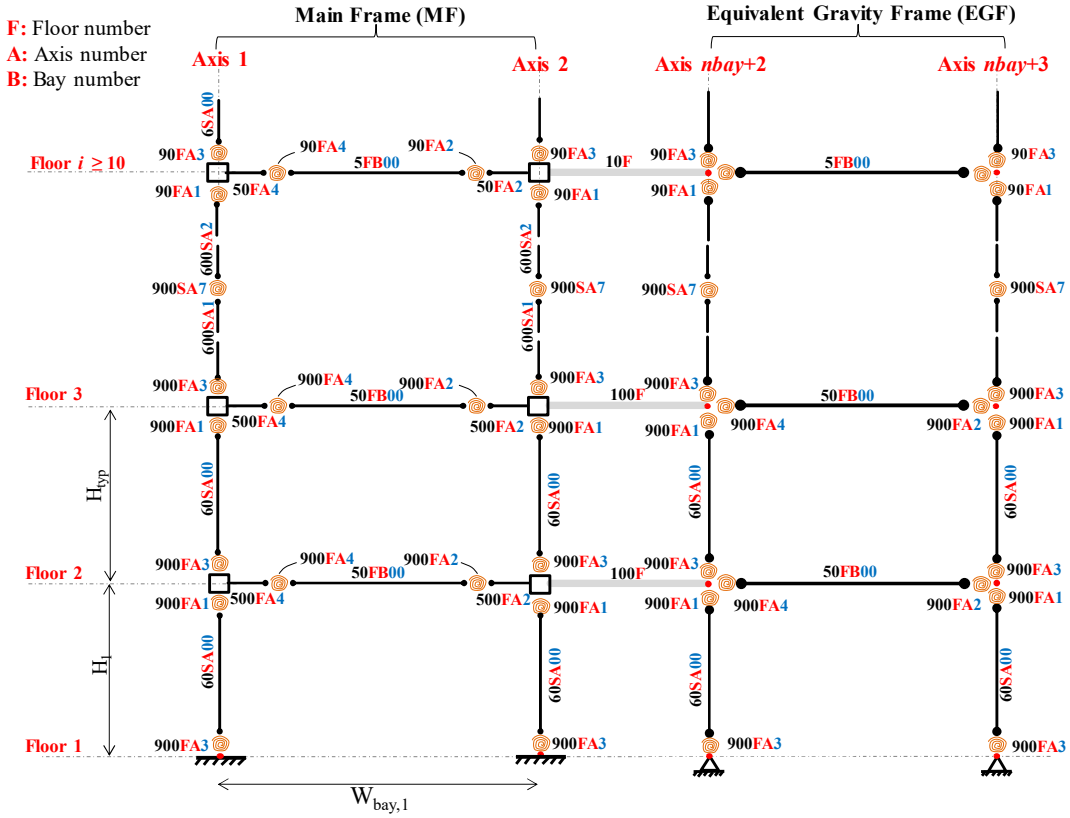 Main Frame (MF)
Equivalent Gravity Frame (EGF)
F: Floor number
A: Axis number
B: Bay number
Axis 1
Axis 2
Axis nbay+2
Axis nbay+3
6SA00
90FA3
90FA4
90FA2
90FA3
90FA3
90FA3
Floor i ≥ 10
5FB00
10F
5FB00
90FA1
50FA4
50FA2
90FA1
90FA1
90FA1
600SA2
600SA2
900SA7
900SA7
900SA7
900SA7
600SA1
600SA1
Floor 3
900FA3
900FA4
900FA2
900FA3
900FA3
900FA3
50FB00
100F
50FB00
900FA1
500FA4
500FA2
900FA1
900FA4
900FA2
900FA1
Htyp
60SA00
60SA00
60SA00
60SA00
Floor 2
900FA3
900FA4
900FA2
900FA3
900FA3
900FA3
50FB00
100F
50FB00
900FA1
500FA4
500FA2
900FA1
900FA1
900FA4
900FA2
900FA1
H1
60SA00
60SA00
60SA00
60SA00
Floor 1
900FA3
900FA3
900FA3
900FA3
Wbay,1